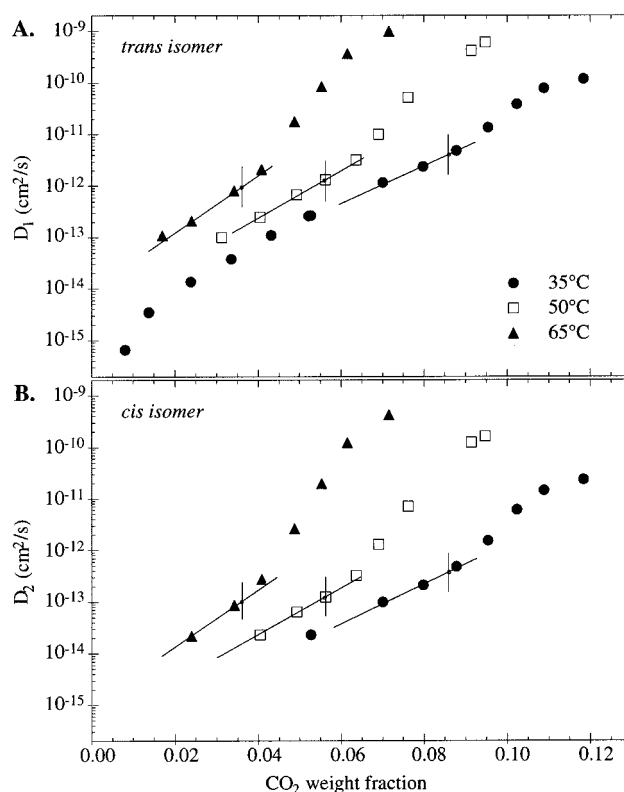 A.
trans isomer
10⁻⁹
10⁻¹⁰
10⁻¹¹
10⁻¹²
10⁻¹³
10⁻¹⁴
10⁻¹⁵
D₁ (cm²/s)
35°C
50°C
65°C
B.
cis isomer
10⁻⁹
10⁻¹⁰
10⁻¹¹
10⁻¹²
10⁻¹³
10⁻¹⁴
10⁻¹⁵
D₂ (cm²/s)
0.00 0.02 0.04 0.06 0.08 0.10 0.12
CO₂ weight fraction